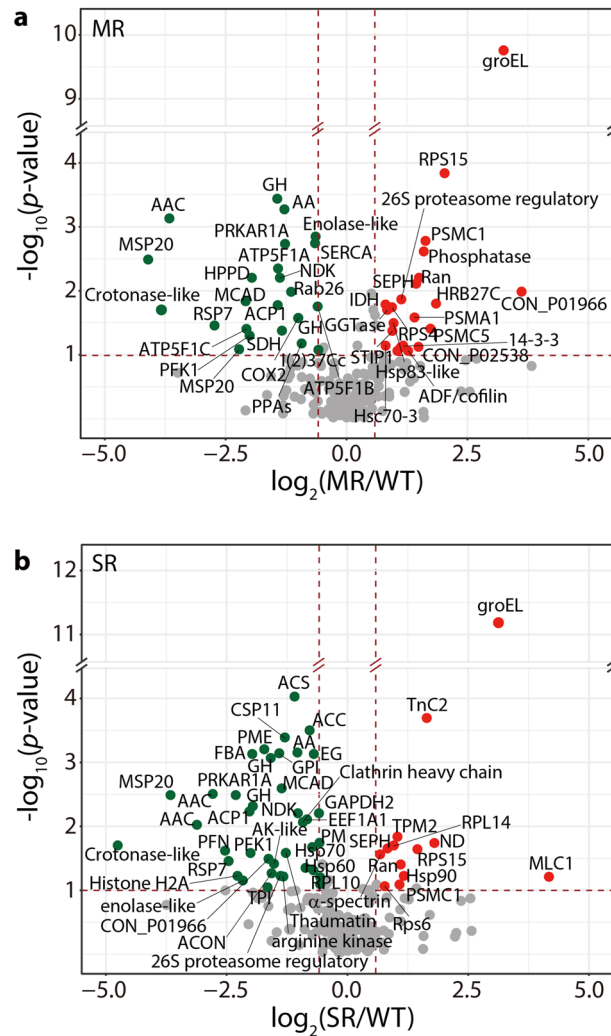 a
MR
10
groEL
9
4
RPS15
GH
26S proteasome regulatory
AA
AAC
Enolase-like
3
PRKAR1A
PSMC1
MSP20
SERCA
Phosphatase
ATP5F1A
NDK
SEPH
Ran
HPPD
Rab26
HRB27C
CON_P01966
2
MCAD
IDH
Crotonase-like
ACP1
PSMA1
RSP7
GH
GGTase
RPS4
PSMC5
14-3-3
ATP5F1C
SDH
STIP1
CON_P02538
1
PFK1
COX2
1(2)37Cc
Hsp83-like
MSP20
ATP5F1B
ADF/cofilin
PPAs
Hsc70-3
-log10(p-value)
−5.0
−2.5
0.0
2.5
5.0
log2(MR/WT)
b
SR
12
11
groEL
4
ACS
TnC2
CSP11
ACC
PME
AA
FBA
EG
3
GH
GPI
Clathrin heavy chain
MCAD
MSP20
PRKAR1A
GAPDH2
AAC
GH
EEF1A1
NDK
TPM2
RPL14
2
AAC
ACP1
AK-like
PM
SEPH
ND
Crotonase-like
PFN
PFK1
Hsp70
RPS15
RSP7
Hsp60
Ran
Hsp90
MLC1
Histone H2A
RPL10
PSMC1
1
enolase-like
TPI
α-spectrin
CON_P01966
Thaumatin
Rps6
ACON
arginine kinase
26S proteasome regulatory
-log10(p-value)
−5.0
−2.5
0.0
2.5
5.0
log2(SR/WT)